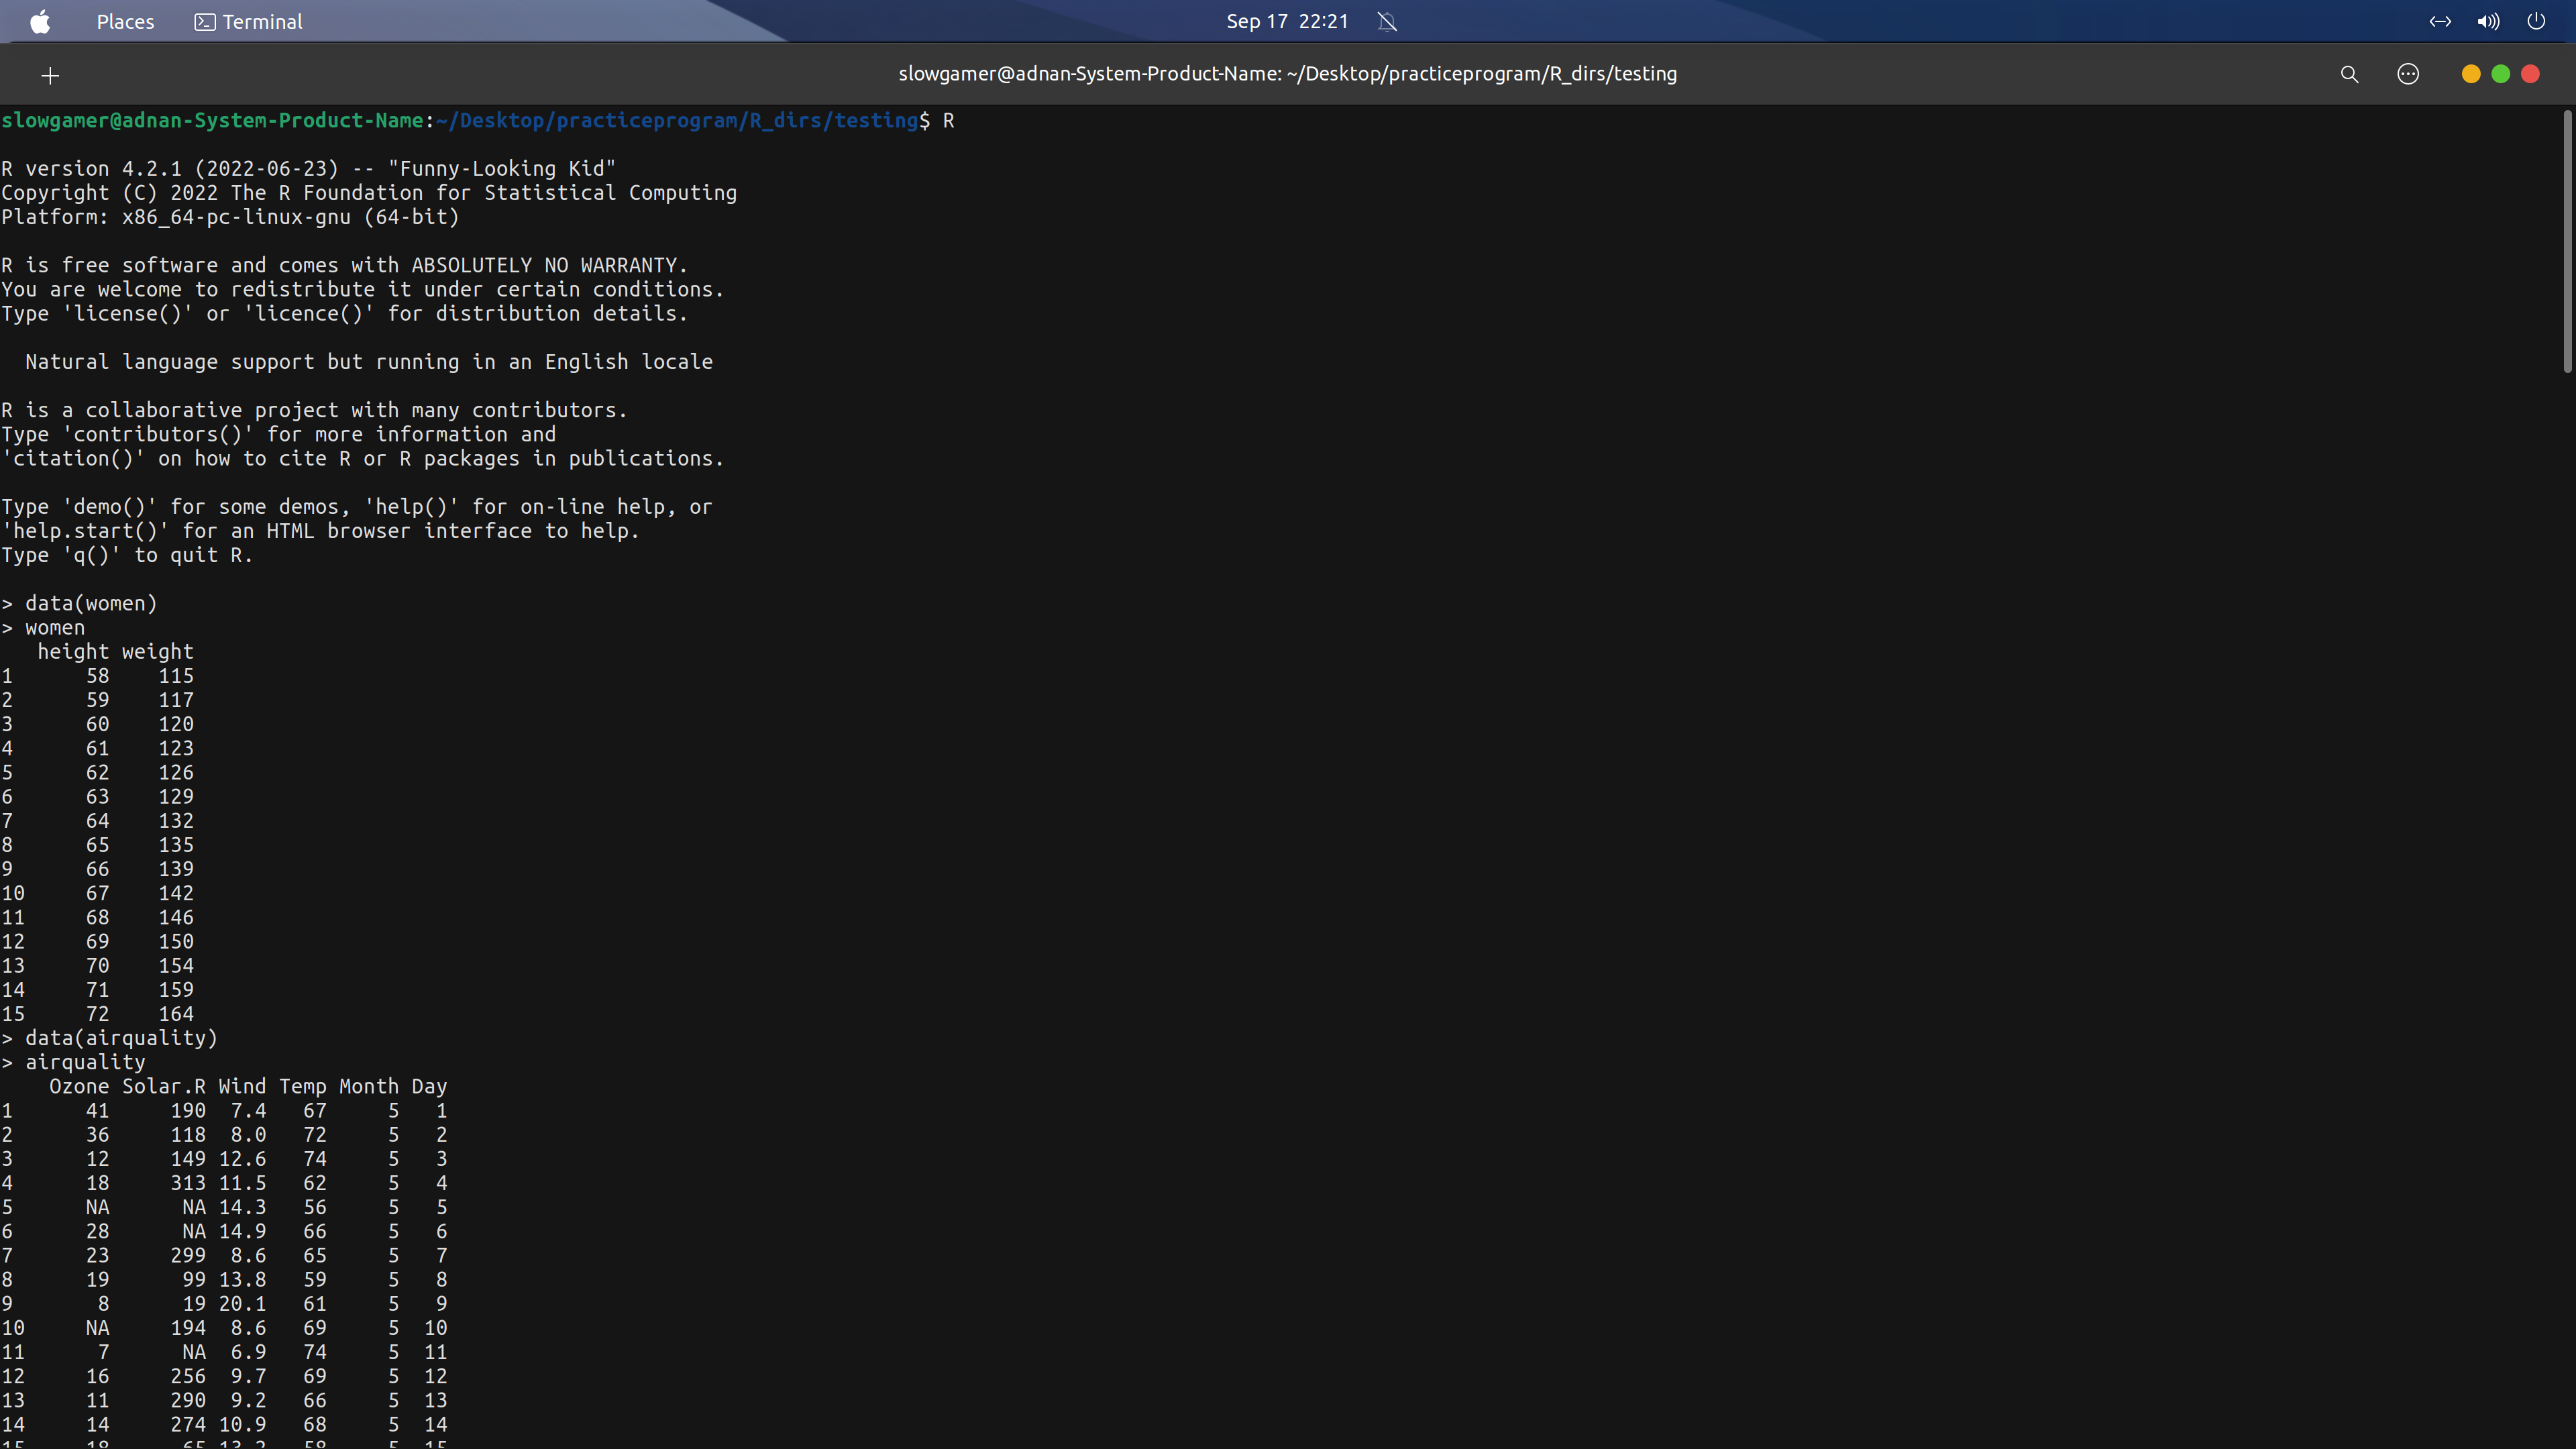 Places Terminal Sep 17 22:21
slowgamer@adnan-System-Product-Name: ~/Desktop/practiceprogram/R_dirs/testing
slowgamer@adnan-System-Product-Name:~/Desktop/practiceprogram/R_dirs/testing$ R
R version 4.2.1 (2022-06-23) -- "Funny-Looking Kid"
Copyright (C) 2022 The R Foundation for Statistical Computing
Platform: x86_64-pc-linux-gnu (64-bit)
R is free software and comes with ABSOLUTELY NO WARRANTY.
You are welcome to redistribute it under certain conditions.
Type 'license()' or 'licence()' for distribution details.
Natural language support but running in an English locale
R is a collaborative project with many contributors.
Type 'contributors()' for more information and
'citation()' on how to cite R or R packages in publications.
Type 'demo()' for some demos, 'help()' for on-line help, or
'help.start()' for an HTML browser interface to help.
Type 'q()' to quit R.
> data(women)
> women
   height weight
1      58    115
2      59    117
3      60    120
4      61    123
5      62    126
6      63    129
7      64    132
8      65    135
9      66    139
10     67    142
11     68    146
12     69    150
13     70    154
14     71    159
15     72    164
> data(airquality)
> airquality
    Ozone Solar.R Wind Temp Month Day
1      41     190  7.4   67     5   1
2      36     118  8.0   72     5   2
3      12     149 12.6   74     5   3
4      18     313 11.5   62     5   4
5      NA      NA 14.3   56     5   5
6      28      NA 14.9   66     5   6
7      23     299  8.6   65     5   7
8      19      99 13.8   59     5   8
9       8      19 20.1   61     5   9
10     NA     194  8.6   69     5  10
11      7      NA  6.9   74     5  11
12     16     256  9.7   69     5  12
13     11     290  9.2   66     5  13
14     14     274 10.9   68     5  14
15     18      65 13.2   58     5  15